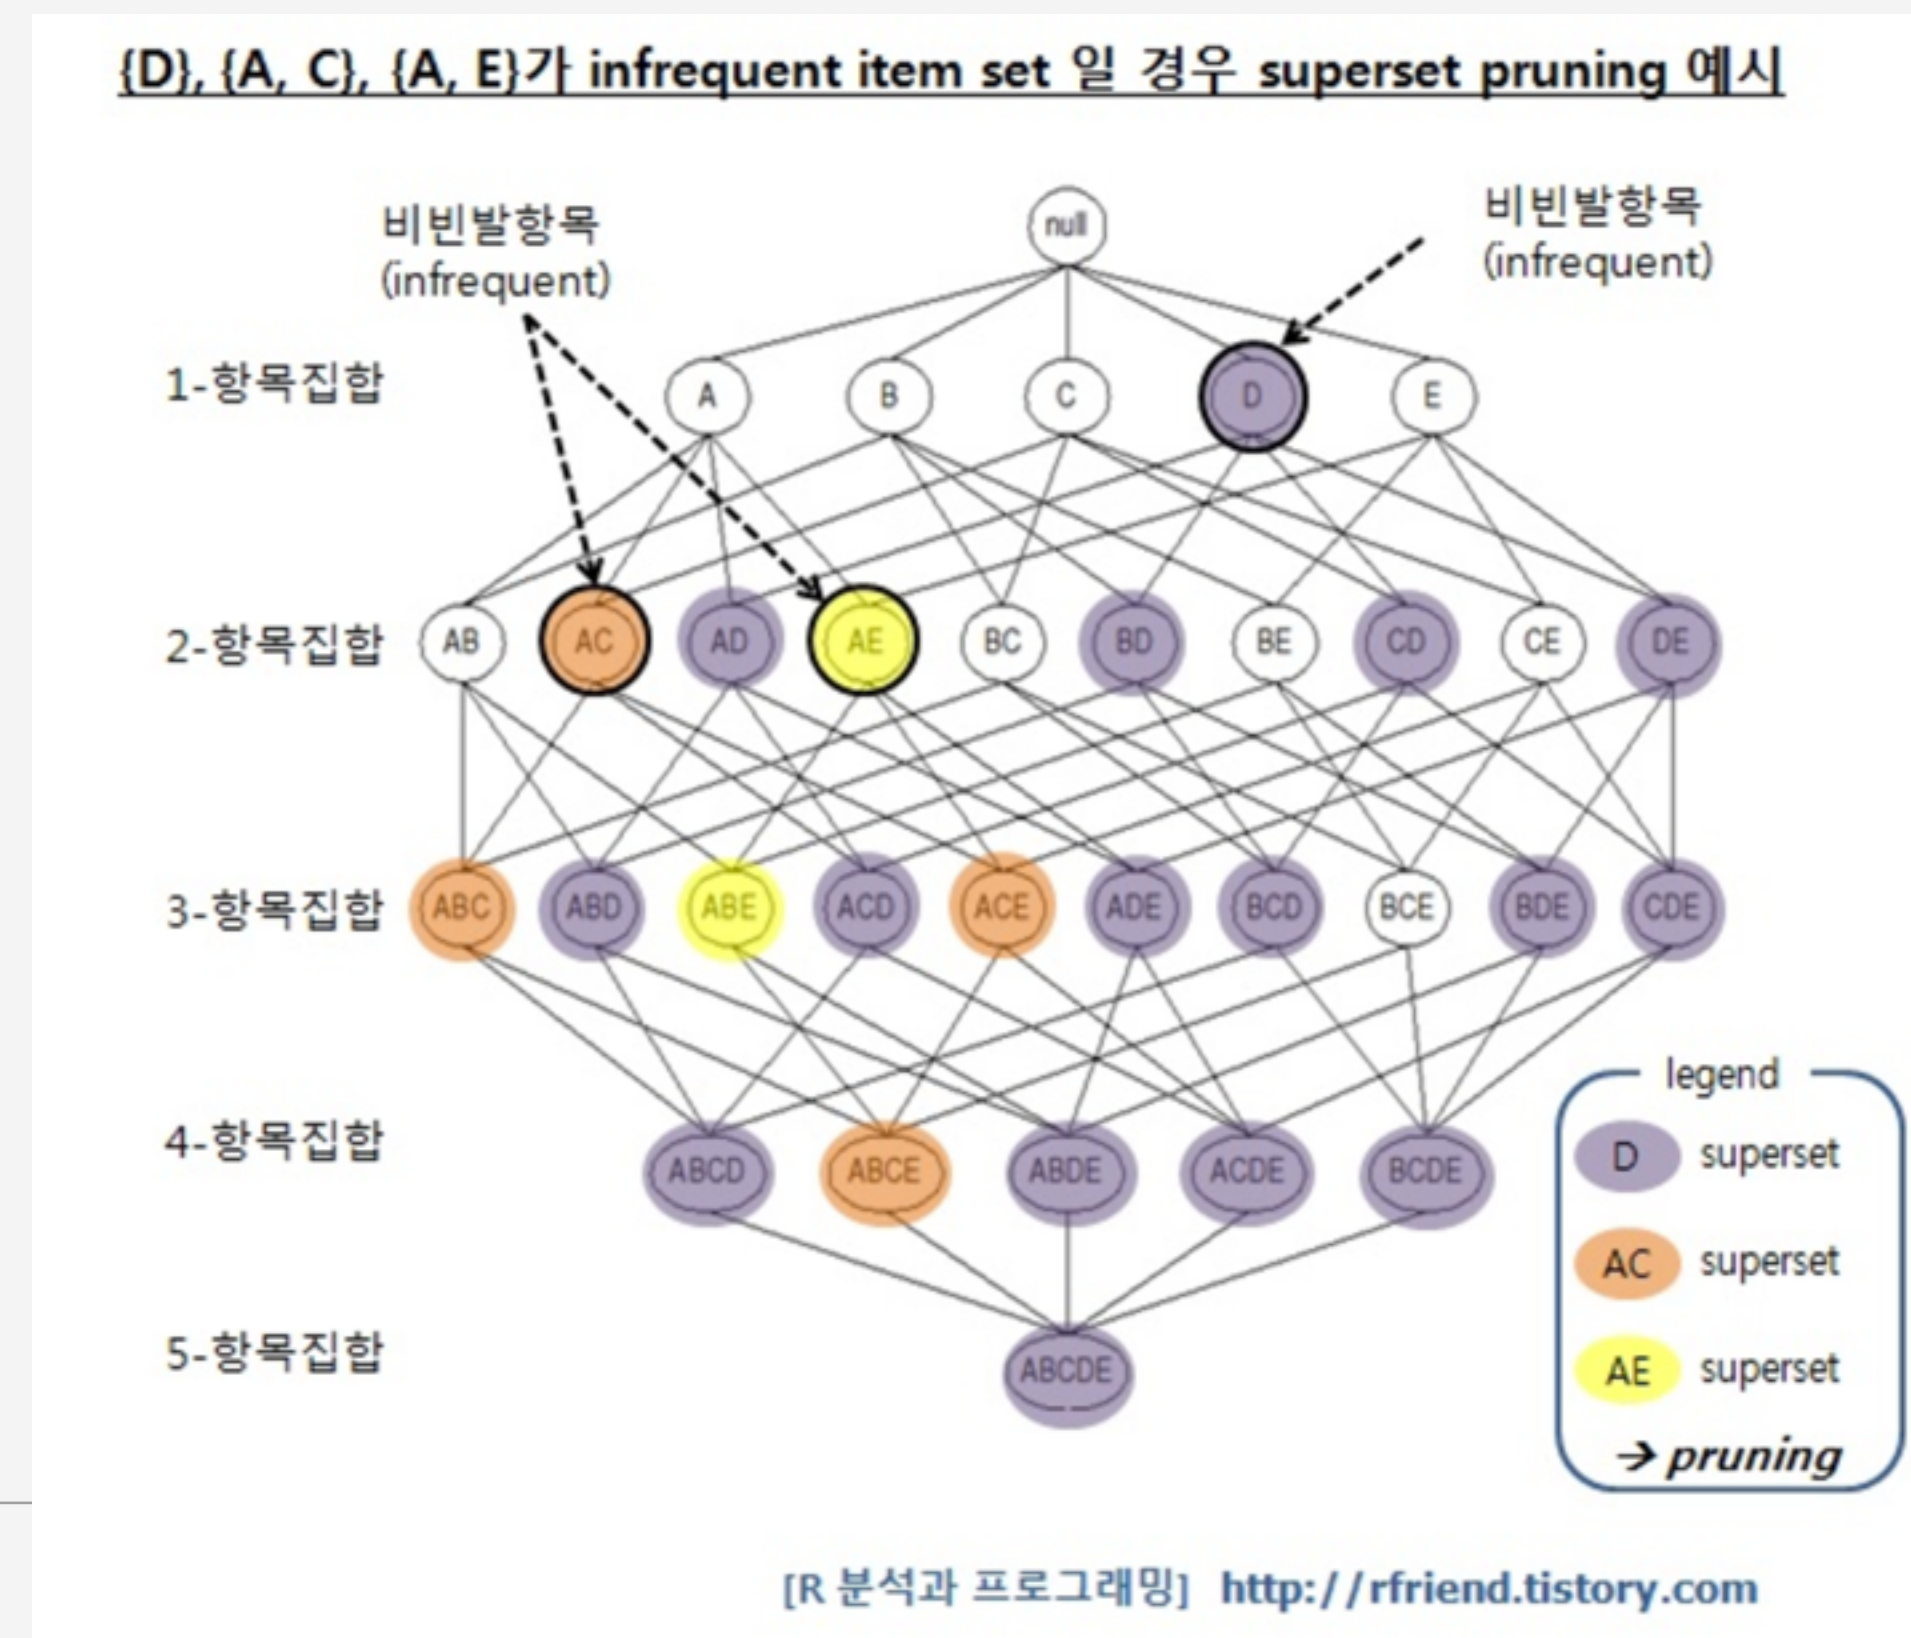 {D}, {A, C}, {A, E}가 infrequent item set 일 경우 superset pruning 예시
비빈발항목
(infrequent)
null
비빈발항목
(infrequent)
1-항목집합 A B C D E
2-항목집합 AB AC AD AE BC BD BE CD CE DE
3-항목집합 ABC ABD ABE ACD ACE ADE BCD BCE BDE CDE
4-항목집합 ABCD ABCE ABDE ACDE BCDE
5-항목집합 ABCDE
legend
D superset
AC superset
AE superset
→ pruning
[R 분석과 프로그래밍] http://rfriend.tistory.com